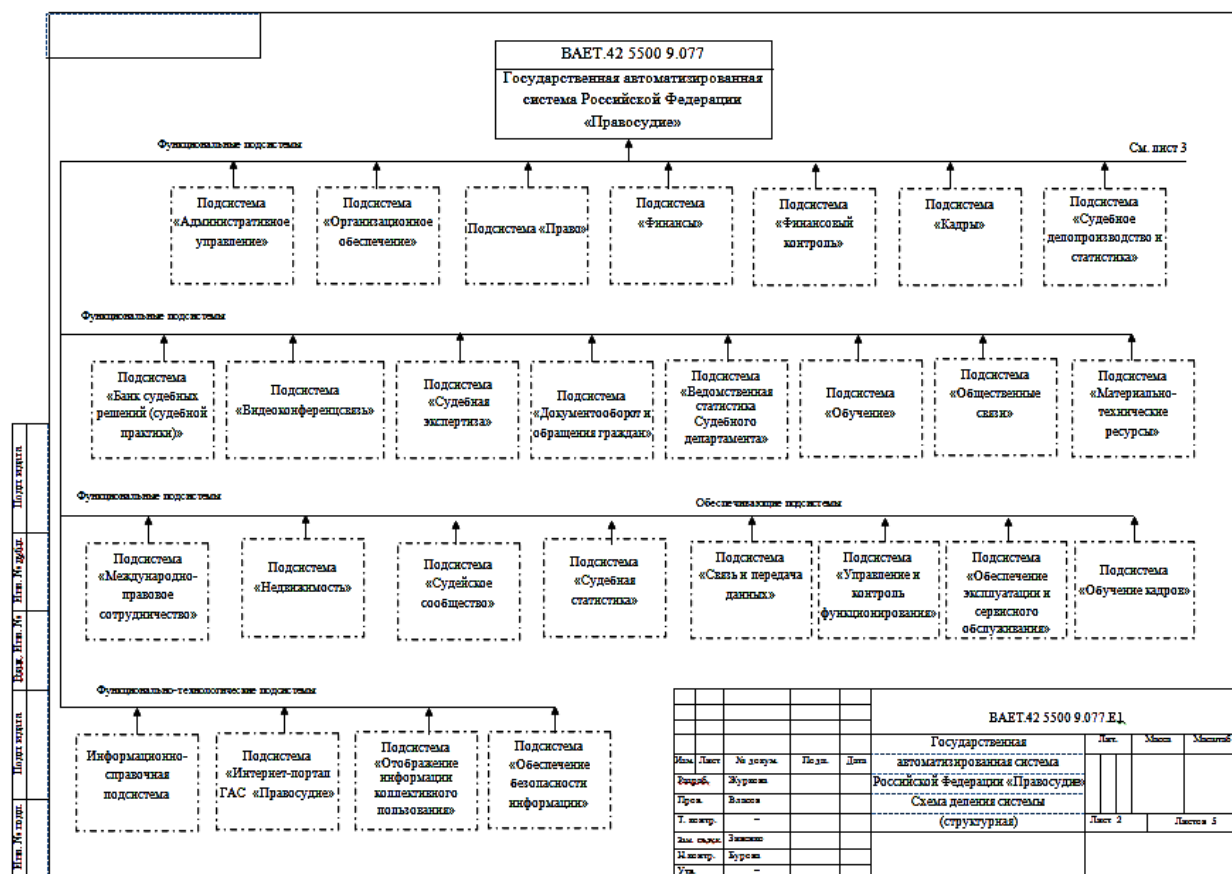 ВАЕТ.42 5500 9.077
Государственная автоматизированная
система Российской Федерации
«Правосудие»
Функциональные подсистемы
См. лист 3
Подсистема
«Административное
управление»
Подсистема
«Организационное
обеспечение»
Подсистема «Право»
Подсистема
«Финансы»
Подсистема
«Финансовый
контроль»
Подсистема
«Кадры»
Подсистема
«Судебное
делопроизводство и
статистика»
Функциональные подсистемы
Подсистема
«Банк судебных
решений (судебной
практики)»
Подсистема
«Видеоконференцсвязь»
Подсистема
«Судебная
экспертиза»
Подсистема
«Документооборот и
обращения граждан»
Подсистема
«Ведомственная
статистика
Судебного
департамента»
Подсистема
«Обучение»
Подсистема
«Общественные
связи»
Подсистема
«Материально-
технические
ресурсы»
Функциональные подсистемы
Обеспечивающие подсистемы
Подсистема
«Международно-
правовое
сотрудничество»
Подсистема
«Недвижимость»
Подсистема
«Судейское
сообщество»
Подсистема
«Судебная
статистика»
Подсистема
«Связь и передача
данных»
Подсистема
«Управление и
контроль
функционирования»
Подсистема
«Обеспечение
эксплуатации и
сервисного
обслуживания»
Подсистема
«Обучение кадров»
Функционально-технологические подсистемы
Информационно-
справочная
подсистема
Подсистема
«Интернет-портал
ГАС «Правосудие»
Подсистема
«Отображение
информации
коллективного
пользования»
Подсистема
«Обеспечение
безопасности
информации»
Подп. и дата
Инв. № дубл.
Взам. Инв. №
Подп. и дата
Инв. № подл.
ВАЕТ.42 5500 9.077.Е1
Государственная
автоматизированная система
Российской Федерации «Правосудие»
Схема деления системы
(структурная)
Лит. Масса Масштаб
Лист 2 Листов 5
Изм. Лист № докум. Подп. Дата
Разраб. Журкова
Пров. Власов
Т. контр. –
Н.контр. Бурова
Утв. –